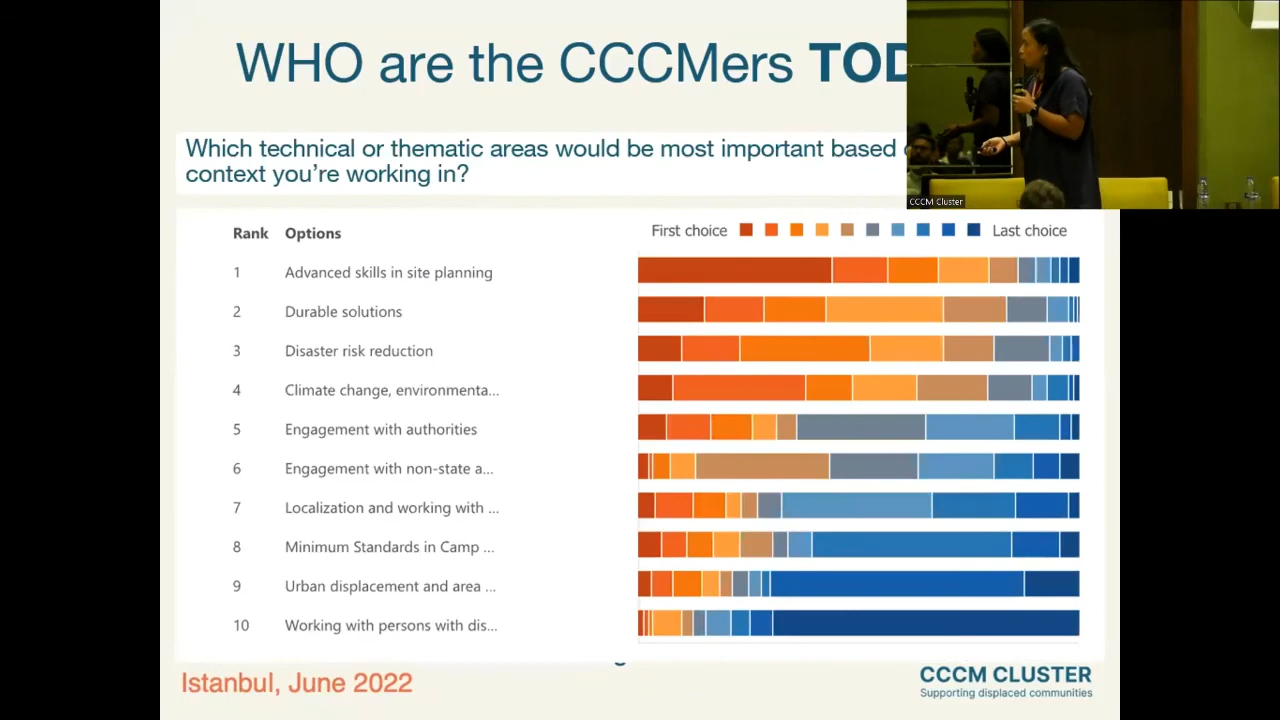 WHO are the CCCMers TOD
Which technical or thematic areas would be most important based
context you're working in?
CCCM Cluster
Rank Options First choice Last choice
1 Advanced skills in site planning
2 Durable solutions
3 Disaster risk reduction
4 Climate change, environmenta...
5 Engagement with authorities
6 Engagement with non-state a...
7 Localization and working with ...
8 Minimum Standards in Camp ...
9 Urban displacement and area ...
10 Working with persons with dis...
Istanbul, June 2022
CCCM CLUSTER
Supporting displaced communities